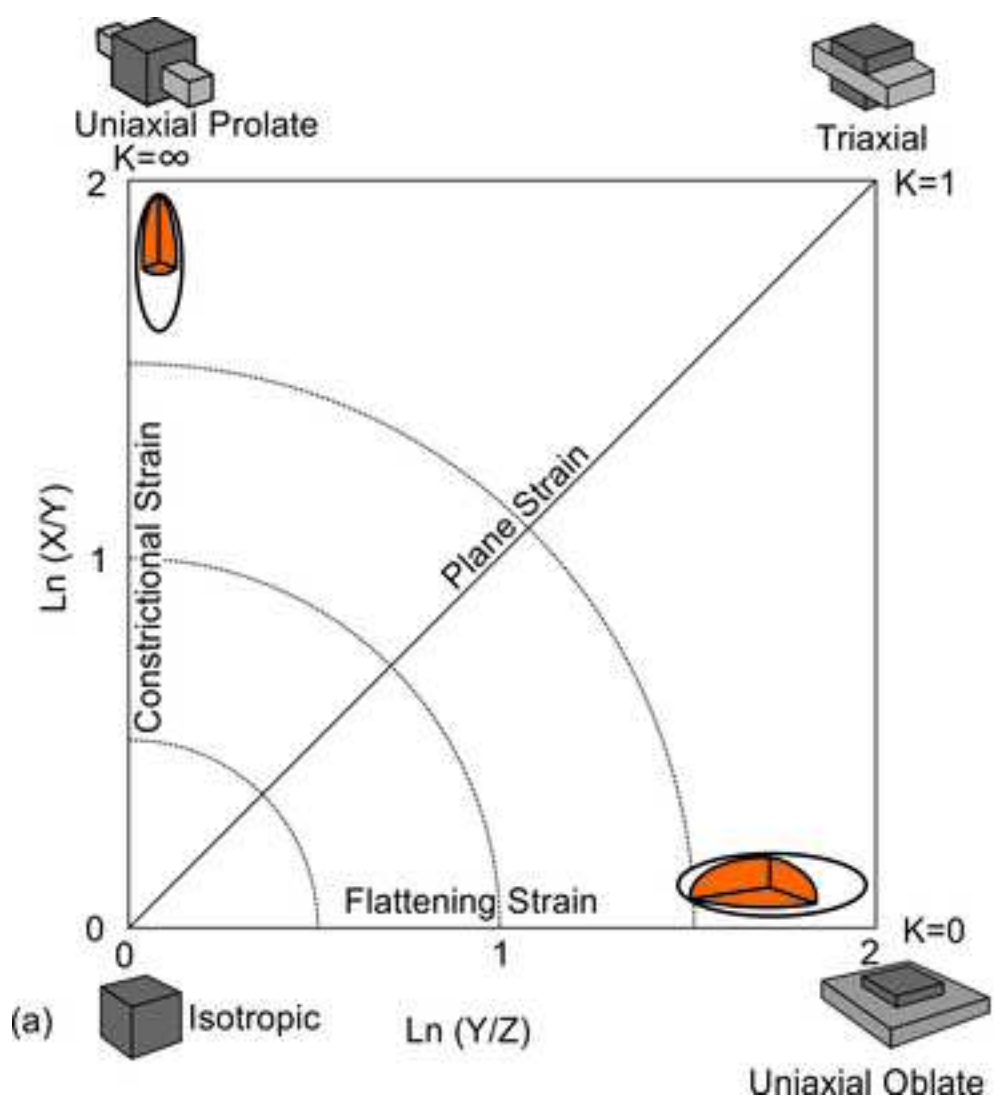 Uniaxial Prolate
K=∞
Triaxial
2
K=1
Ln (X/Y)
Constrictional Strain
Plane Strain
1
Flattening Strain
0
K=0
0
1
2
(a)
Isotropic
Ln (Y/Z)
Uniaxial Oblate